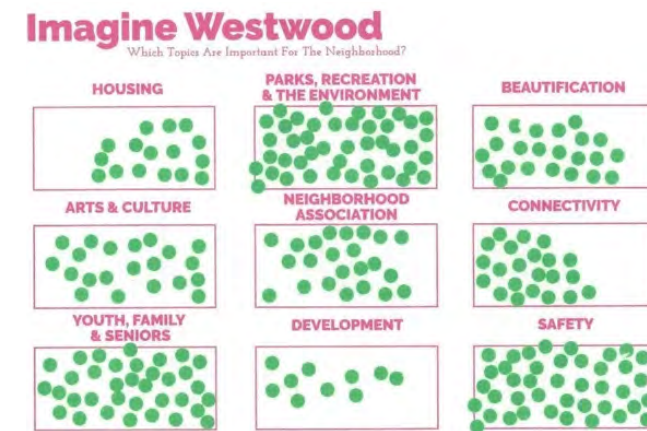 Imagine Westwood
Which Topics Are Important For The Neighborhood?
HOUSING
PARKS, RECREATION
& THE ENVIRONMENT
BEAUTIFICATION
ARTS & CULTURE
NEIGHBORHOOD
ASSOCIATION
CONNECTIVITY
YOUTH, FAMILY
& SENIORS
DEVELOPMENT
SAFETY